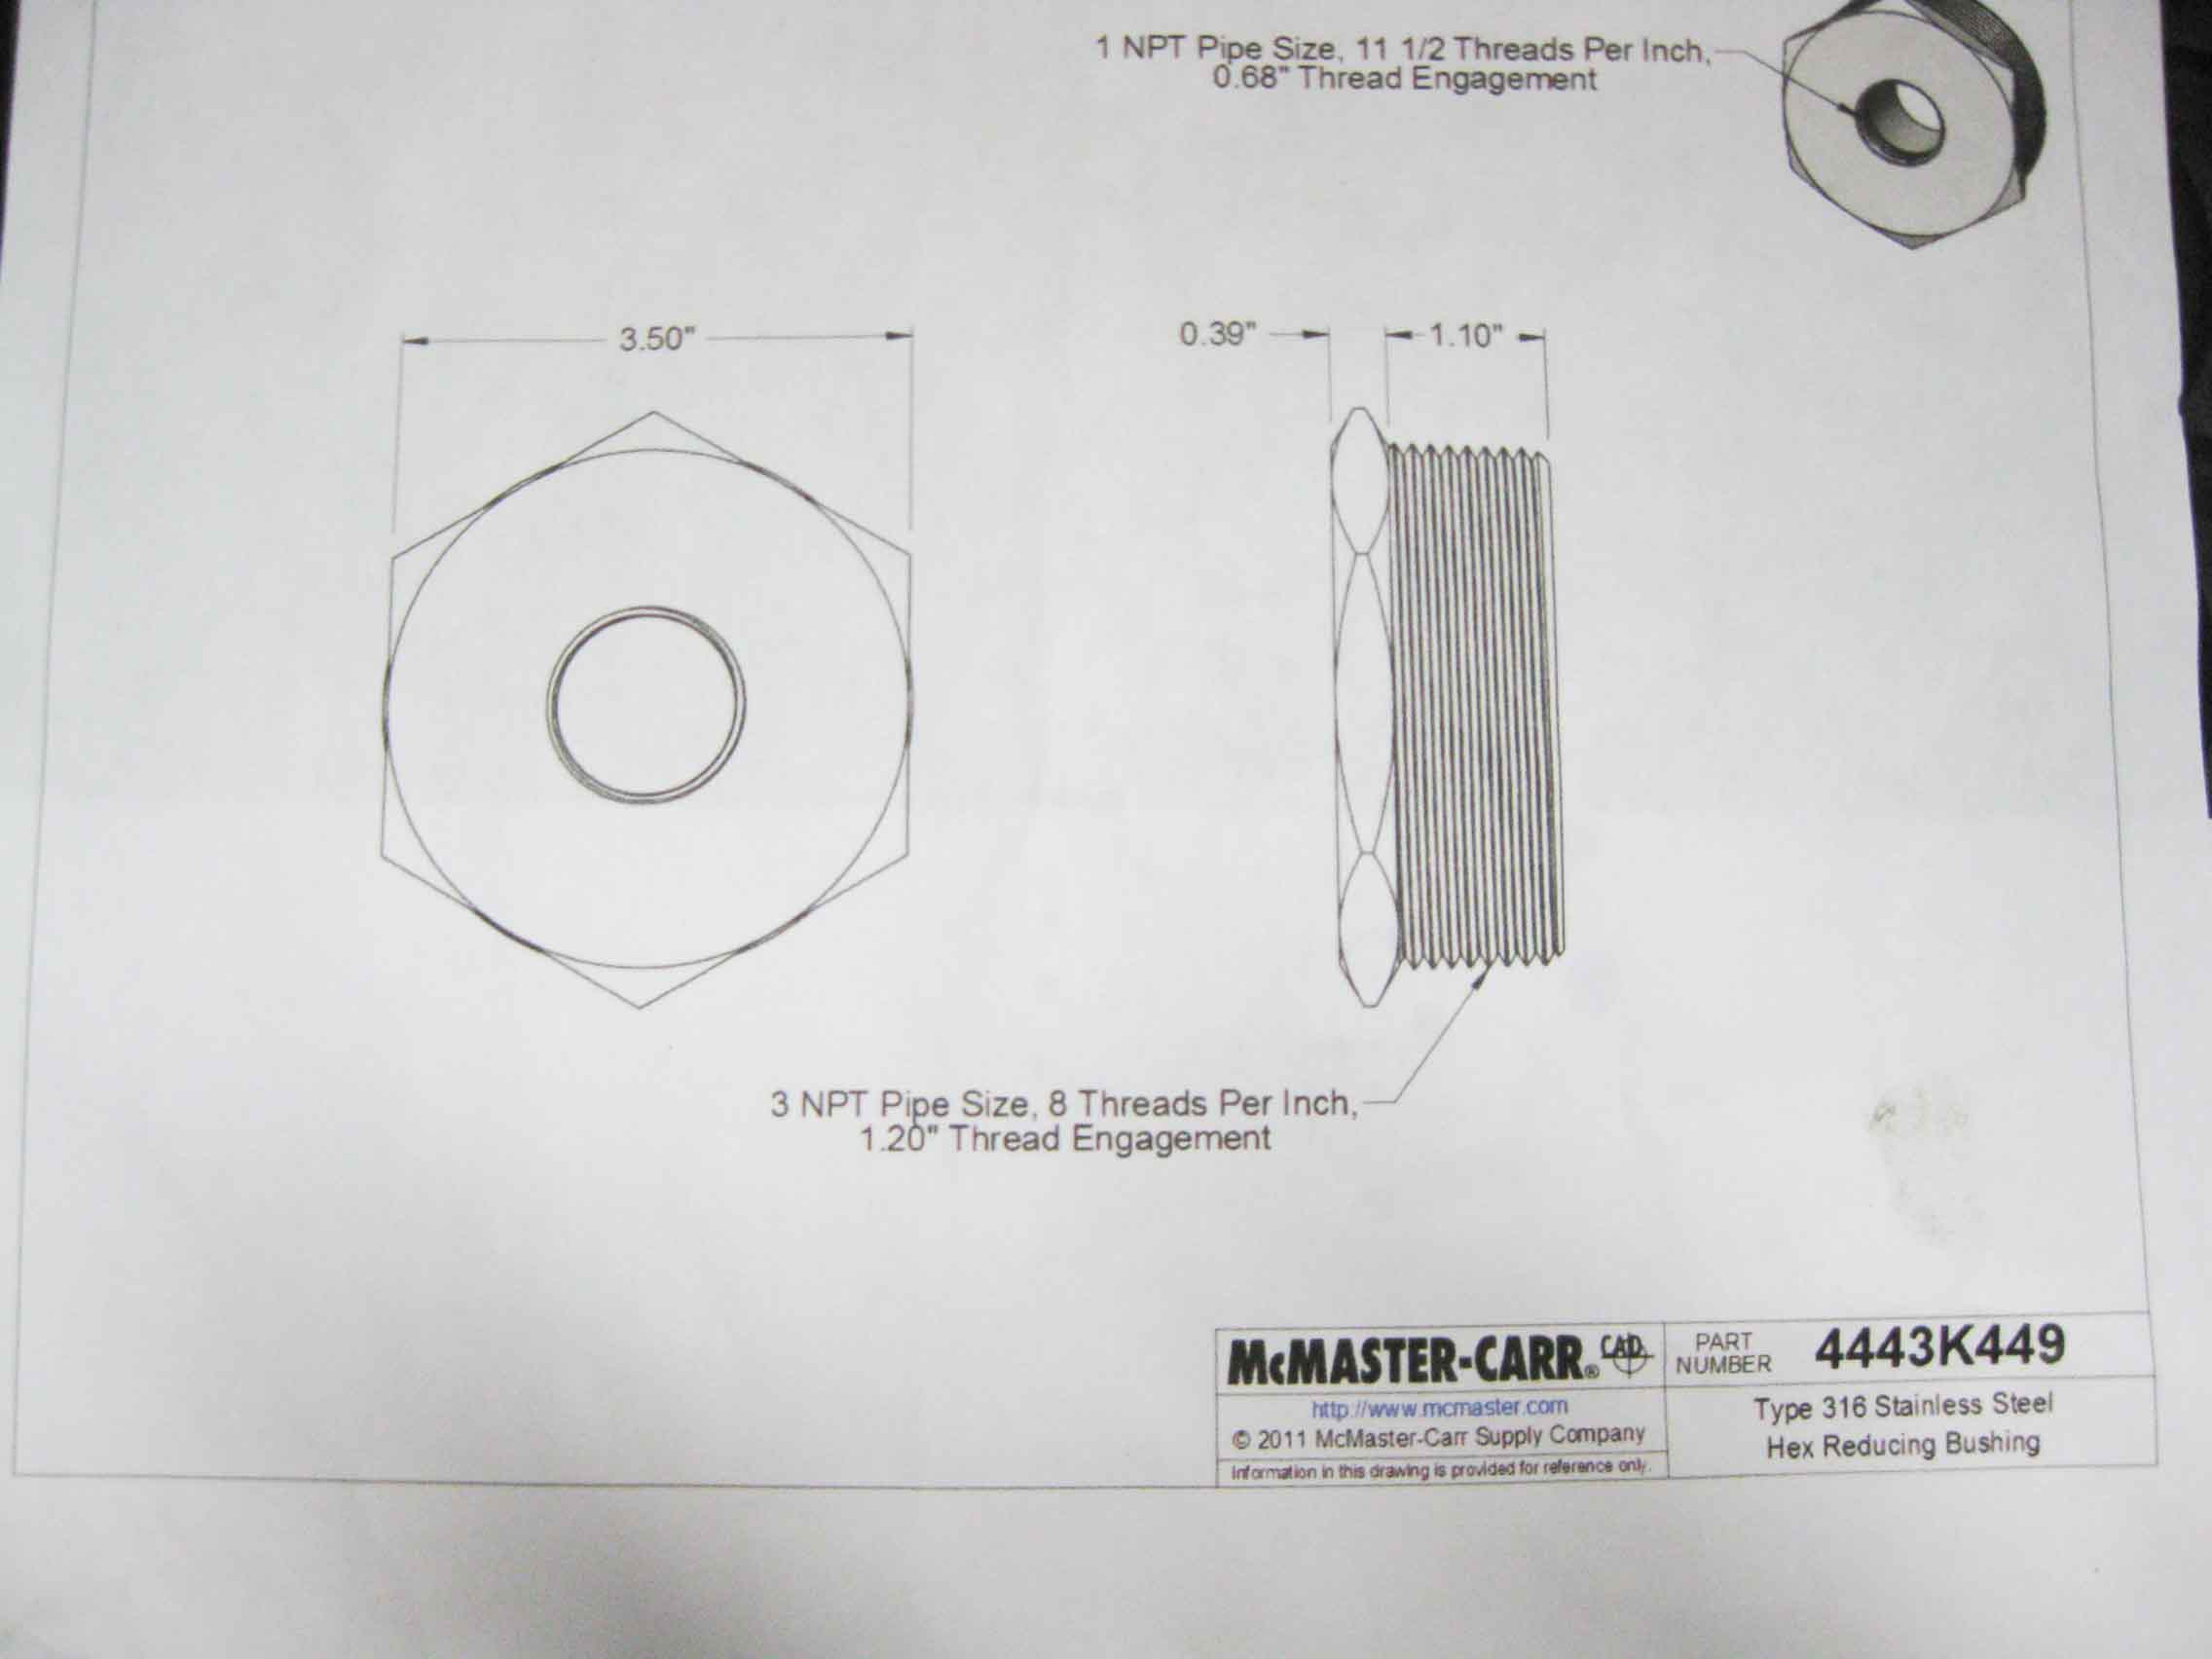 1 NPT Pipe Size, 11 1/2 Threads Per Inch,
0.68" Thread Engagement
3.50"
0.39"
1.10"
3 NPT Pipe Size, 8 Threads Per Inch,
1.20" Thread Engagement
McMASTER-CARR® CAD
http://www.mcmaster.com
© 2011 McMaster-Carr Supply Company
Information in this drawing is provided for reference only.
PART
NUMBER
4443K449
Type 316 Stainless Steel
Hex Reducing Bushing